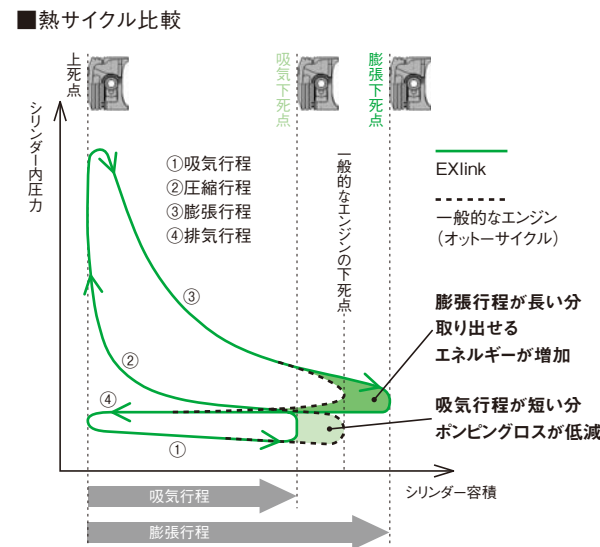 ■熱サイクル比較
上死点
吸気下死点
膨張下死点
シリンダー内圧力
①吸気行程
②圧縮行程
③膨張行程
④排気行程
一般的なエンジンの下死点
EXlink
一般的なエンジン
（オットーサイクル）
③
②
④
①
膨張行程が長い分
取り出せる
エネルギーが増加
吸気行程が短い分
ポンピングロスが低減
シリンダー容積
吸気行程
膨張行程